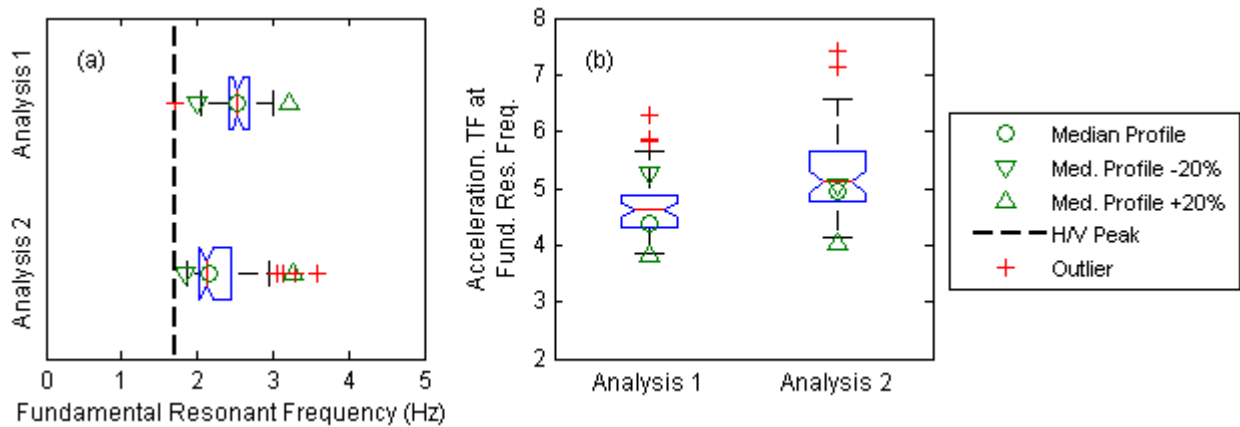 (a)
Analysis 1
Analysis 2
0 1 2 3 4 5
Fundamental Resonant Frequency (Hz)
(b)
Acceleration. TF at
Fund. Res. Freq.
8
7
6
5
4
3
2
Analysis 1 Analysis 2
Median Profile
Med. Profile -20%
Med. Profile +20%
H/V Peak
Outlier